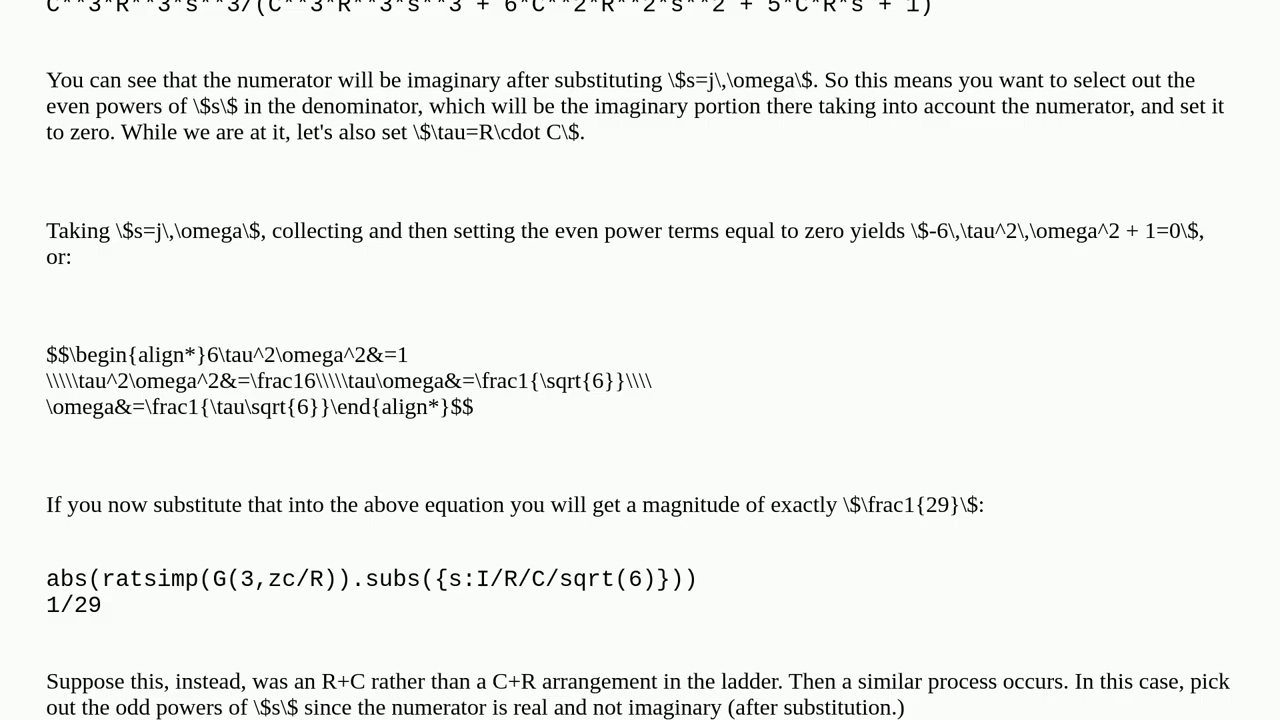 C**3*R**3*s**3/(C**3*R**3*s**3 + 6*C**2*R**2*s**2 + 5*C*R*s + 1)
You can see that the numerator will be imaginary after substituting \$s=j\,\omega\$. So this means you want to select out the
even powers of \$s\$ in the denominator, which will be the imaginary portion there taking into account the numerator, and set it
to zero. While we are at it, let's also set \$\tau=R\cdot C\$.
Taking \$s=j\,\omega\$, collecting and then setting the even power terms equal to zero yields \$-6\,\tau^2\,\omega^2 + 1=0\$,
or:
$$\begin{align*}6\tau^2\omega^2&=1
\\\\\tau^2\omega^2&=\frac16\\\\\tau\omega&=\frac1{\sqrt{6}}\\\\
\omega&=\frac1{\tau\sqrt{6}}\end{align*}$$
If you now substitute that into the above equation you will get a magnitude of exactly \$\frac1{29}\$:
abs(ratsimp(G(3,zc/R)).subs({s:I/R/C/sqrt(6)}))
1/29
Suppose this, instead, was an R+C rather than a C+R arrangement in the ladder. Then a similar process occurs. In this case, pick
out the odd powers of \$s\$ since the numerator is real and not imaginary (after substitution.)